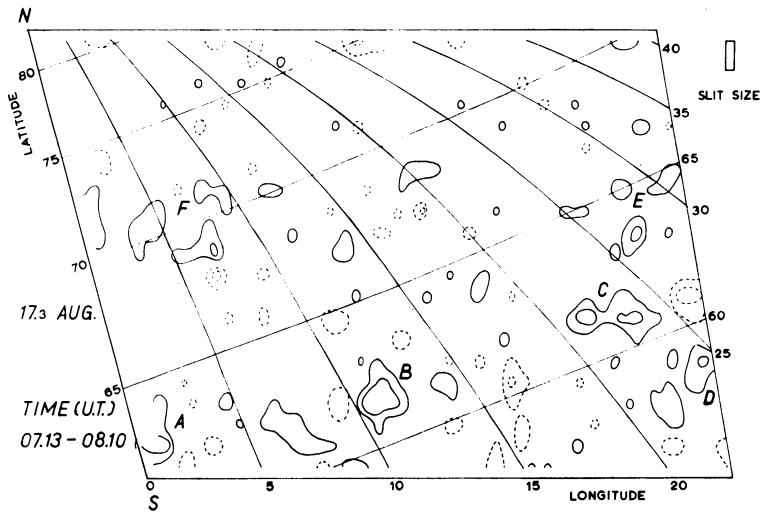 N
40
80
SLIT SIZE
LATITUDE
35
75
65
F
E
30
70
C
17.3 AUG.
60
25
B
65
D
TIME (U.T.)
A
07.13 – 08.10
0
5
10
15
20
LONGITUDE
S